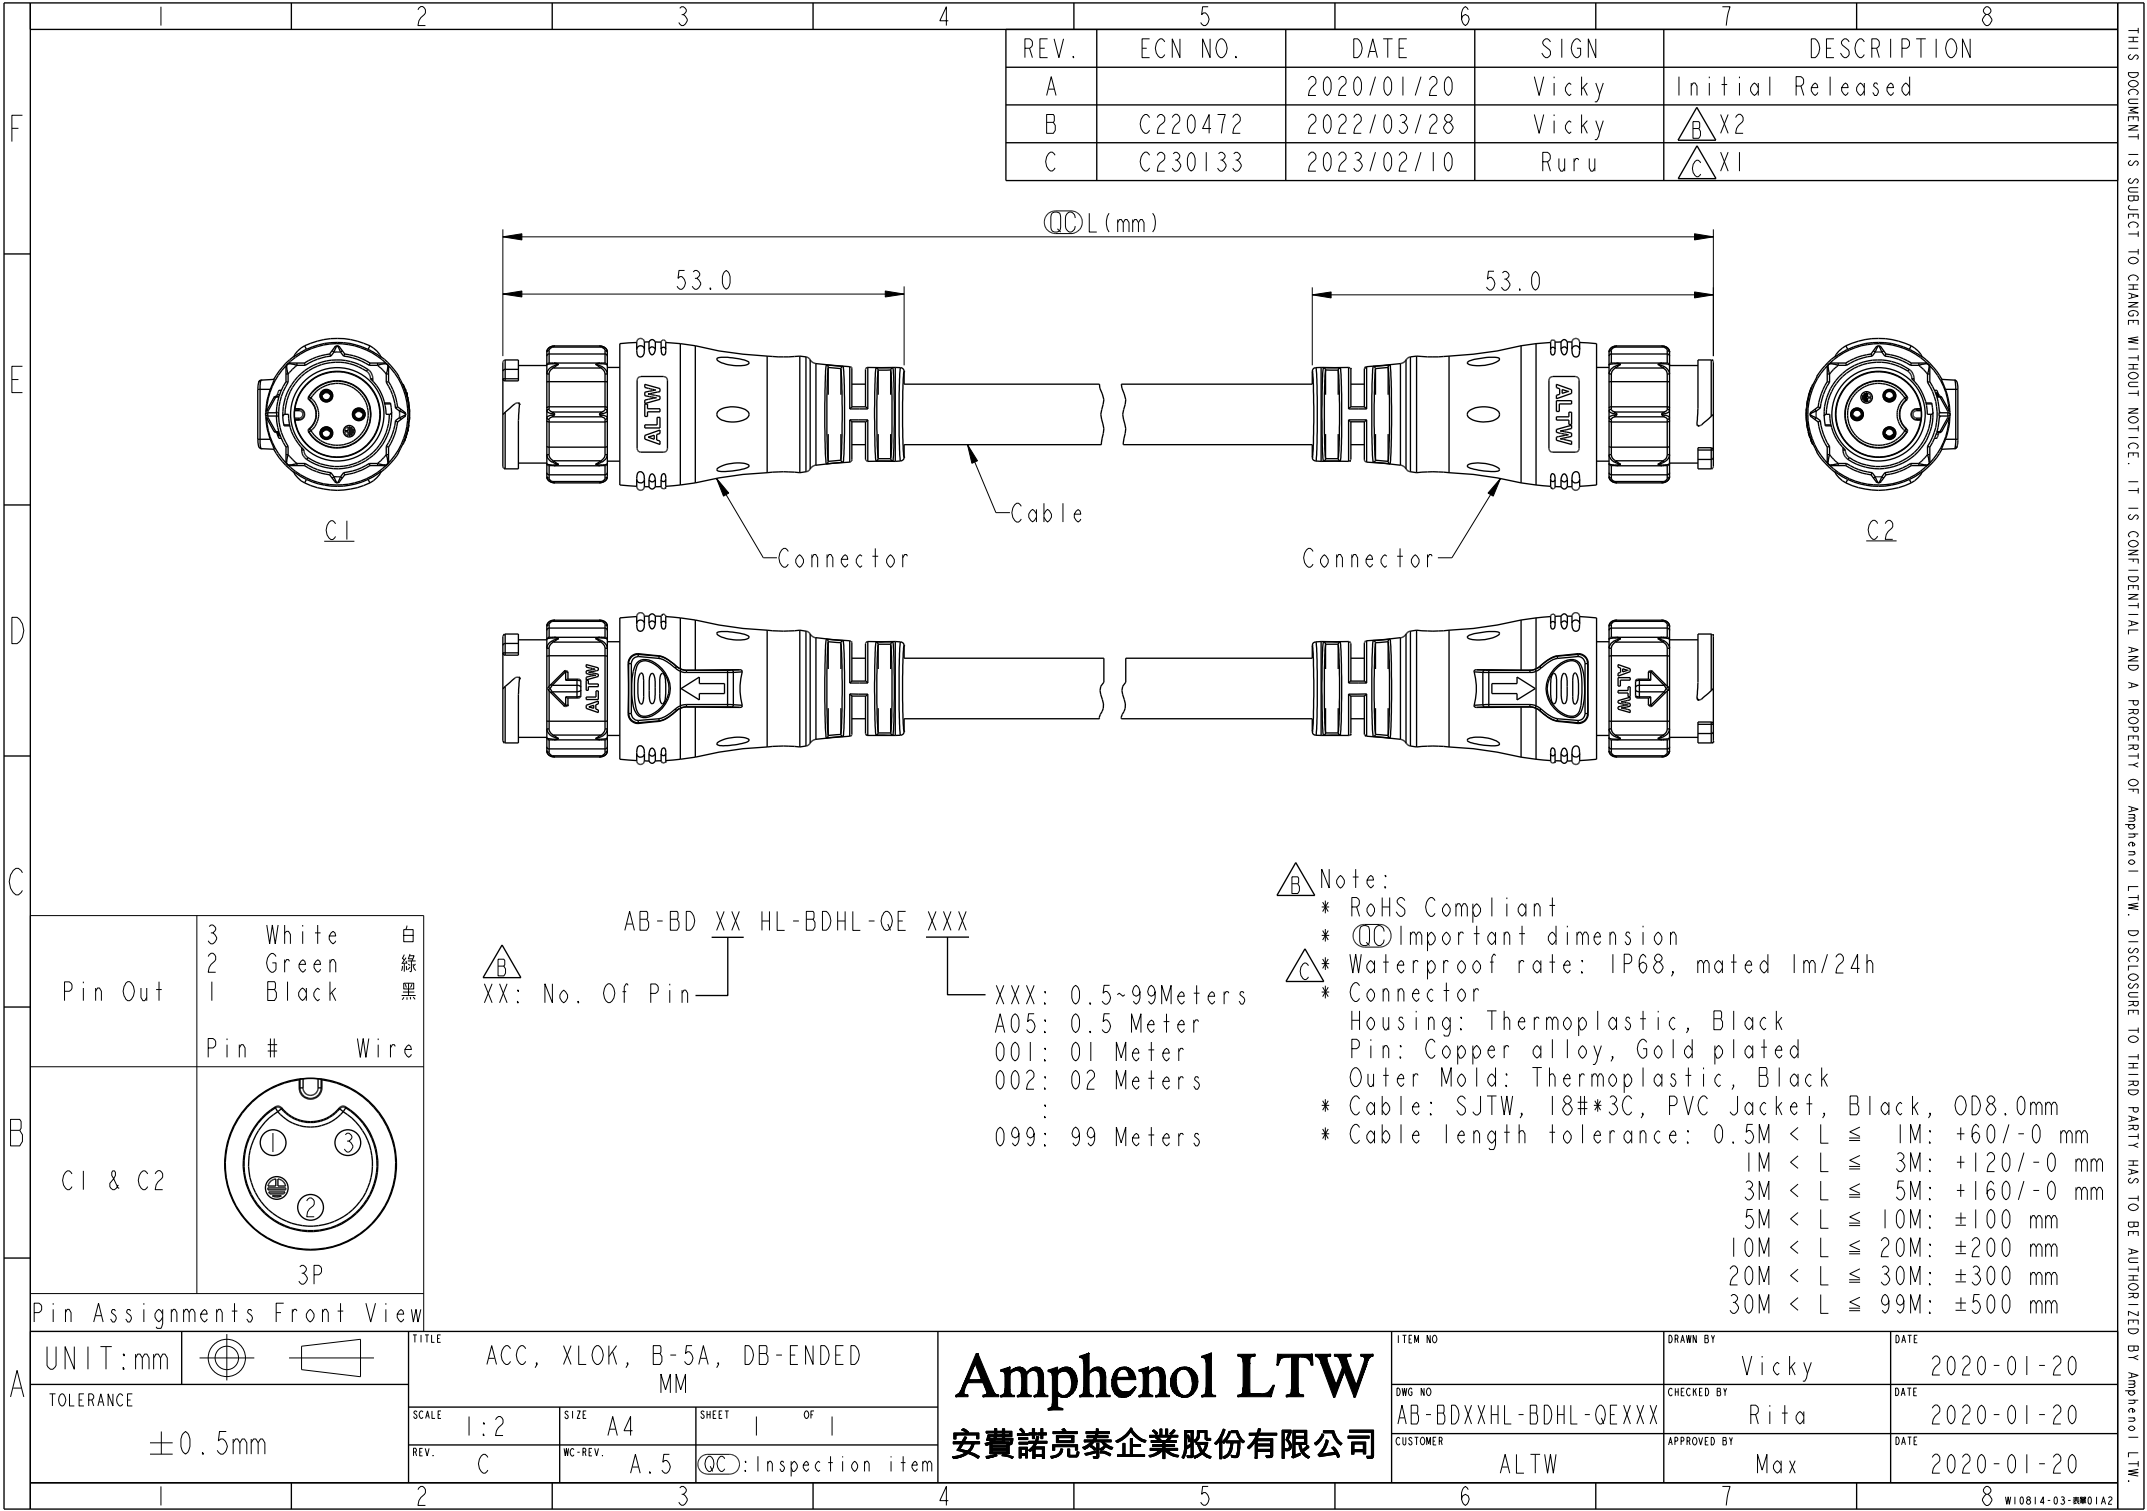 1 2 3 4 5 6 7 8
REV. ECN NO. DATE SIGN DESCRIPTION
A 2020/01/20 Vicky Initial Released
B C220472 2022/03/28 Vicky B X2
C C230133 2023/02/10 Ruru C X1
F
E
D
C
B
A
QC L(mm)
53.0 53.0
ALTW ALTW
C1 C2
Cable
Connector Connector
ALTW ALTW
AB-BD XX HL-BDHL-QE XXX
B
XX: No. Of Pin
XXX: 0.5~99Meters
A05: 0.5 Meter
001: 01 Meter
002: 02 Meters
:
099: 99 Meters
B Note:
* RoHS Compliant
* QC Important dimension
C * Waterproof rate: IP68, mated 1m/24h
* Connector
Housing: Thermoplastic, Black
Pin: Copper alloy, Gold plated
Outer Mold: Thermoplastic, Black
* Cable: SJTW, 18#*3C, PVC Jacket, Black, OD8.0mm
* Cable length tolerance: 0.5M < L ≦ 1M: +60/-0 mm
1M < L ≦ 3M: +120/-0 mm
3M < L ≦ 5M: +160/-0 mm
5M < L ≦ 10M: ±100 mm
10M < L ≦ 20M: ±200 mm
20M < L ≦ 30M: ±300 mm
30M < L ≦ 99M: ±500 mm
Pin Out
3 White 白
2 Green 綠
1 Black 黑
Pin # Wire
C1 & C2
1 3
2
3P
Pin Assignments Front View
UNIT:mm
TOLERANCE
±0.5mm
TITLE
ACC, XLOK, B-5A, DB-ENDED
MM
SCALE 1:2 SIZE A4 SHEET 1 OF 1
REV. C WC-REV. A.5 QC:Inspection item
Amphenol LTW
安費諾亮泰企業股份有限公司
ITEM NO
DRAWN BY Vicky DATE 2020-01-20
DWG NO
AB-BDXXHL-BDHL-QEXXX
CHECKED BY Rita DATE 2020-01-20
CUSTOMER
ALTW
APPROVED BY Max DATE 2020-01-20
1 2 3 4 5 6 7 8
THIS DOCUMENT IS SUBJECT TO CHANGE WITHOUT NOTICE. IT IS CONFIDENTIAL AND A PROPERTY OF Amphenol LTW. DISCLOSURE TO THIRD PARTY HAS TO BE AUTHORIZED BY Amphenol LTW.